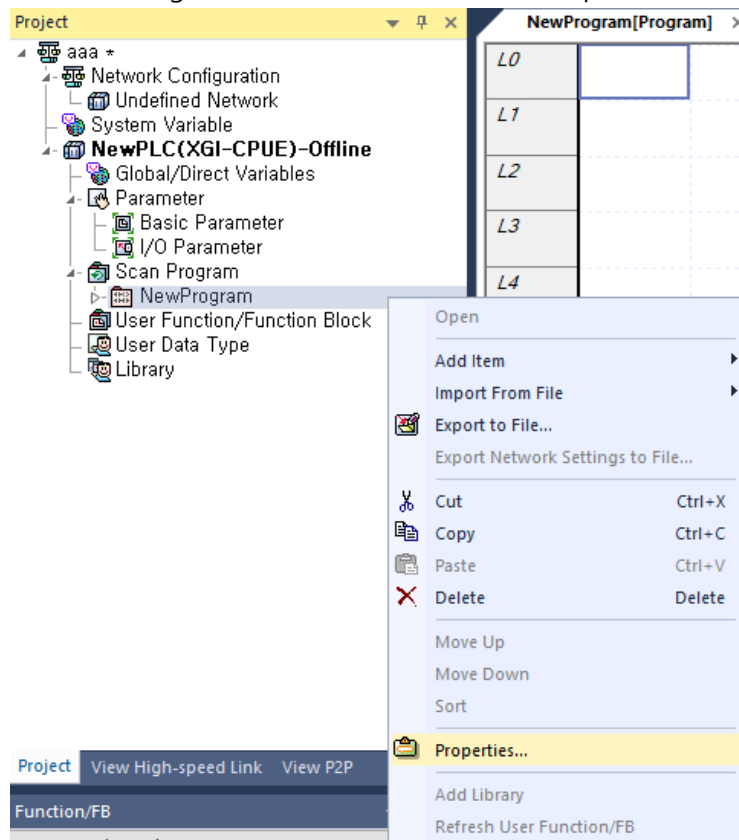 Project
aaa *
Network Configuration
Undefined Network
System Variable
NewPLC(XGI-CPUE)-Offline
Global/Direct Variables
Parameter
Basic Parameter
I/O Parameter
Scan Program
NewProgram
User Function/Function Block
User Data Type
Library
Project View High-speed Link View P2P
Function/FB
NewProgram[Program]
L0
L1
L2
L3
L4
Open
Add Item
Import From File
Export to File...
Export Network Settings to File...
Cut Ctrl+X
Copy Ctrl+C
Paste Ctrl+V
Delete Delete
Move Up
Move Down
Sort
Properties...
Add Library
Refresh User Function/FB